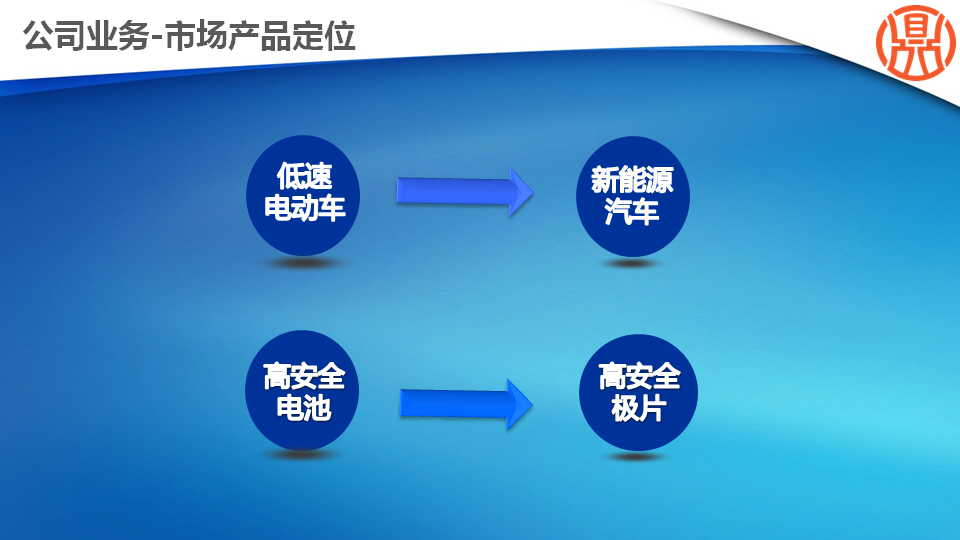 公司业务-市场产品定位
鼎
低速
电动车
新能源
汽车
高安全
电池
高安全
极片